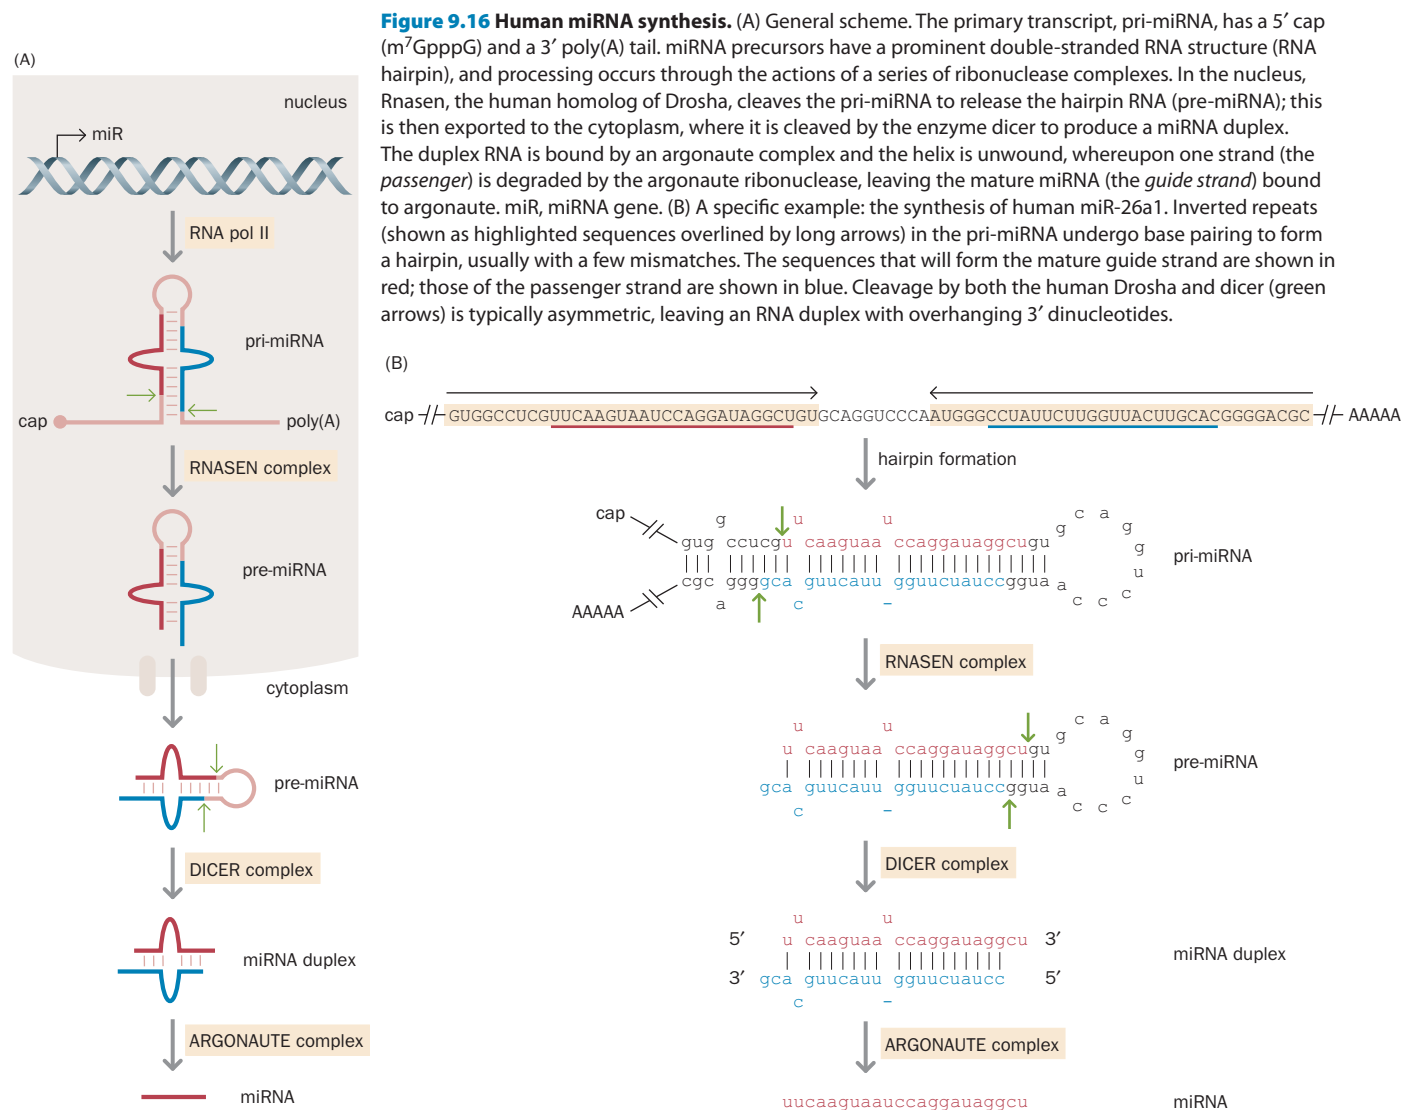 Figure 9.16 Human miRNA synthesis. (A) General scheme. The primary transcript, pri-miRNA, has a 5′ cap
(m⁷GpppG) and a 3′ poly(A) tail. miRNA precursors have a prominent double-stranded RNA structure (RNA
hairpin), and processing occurs through the actions of a series of ribonuclease complexes. In the nucleus,
Rnasen, the human homolog of Drosha, cleaves the pri-miRNA to release the hairpin RNA (pre-miRNA); this
is then exported to the cytoplasm, where it is cleaved by the enzyme dicer to produce a miRNA duplex.
The duplex RNA is bound by an argonaute complex and the helix is unwound, whereupon one strand (the
passenger) is degraded by the argonaute ribonuclease, leaving the mature miRNA (the guide strand) bound
to argonaute. miR, miRNA gene. (B) A specific example: the synthesis of human miR-26a1. Inverted repeats
(shown as highlighted sequences overlined by long arrows) in the pri-miRNA undergo base pairing to form
a hairpin, usually with a few mismatches. The sequences that will form the mature guide strand are shown in
red; those of the passenger strand are shown in blue. Cleavage by both the human Drosha and dicer (green
arrows) is typically asymmetric, leaving an RNA duplex with overhanging 3′ dinucleotides.
(A)
nucleus
miR
RNA pol II
pri-miRNA
cap
poly(A)
RNASEN complex
pre-miRNA
cytoplasm
pre-miRNA
DICER complex
miRNA duplex
ARGONAUTE complex
miRNA
(B)
cap GUGGCCUCGUUCAAGUAAUCCAGGAUAGGCUGUGCAGGUCCCAAUGGGCCUAUUCUUGGUUACUUGCACGGGGACGC AAAAA
hairpin formation
cap
g u u g c a g g u c c c a
gug ccucgu caaguaa ccaggauaggcugu
cgc ggggca guucauu gguucuauccggua
a c –
AAAAA
pri-miRNA
RNASEN complex
u u g c a g g u c c c a
u caaguaa ccaggauaggcugu
gca guucauu gguucuauccggua
c –
pre-miRNA
DICER complex
u u
5′ u caaguaa ccaggauaggcu 3′
3′ gca guucauu gguucuaucc 5′
c –
miRNA duplex
ARGONAUTE complex
uucaaguaauccaggauaggcu
miRNA